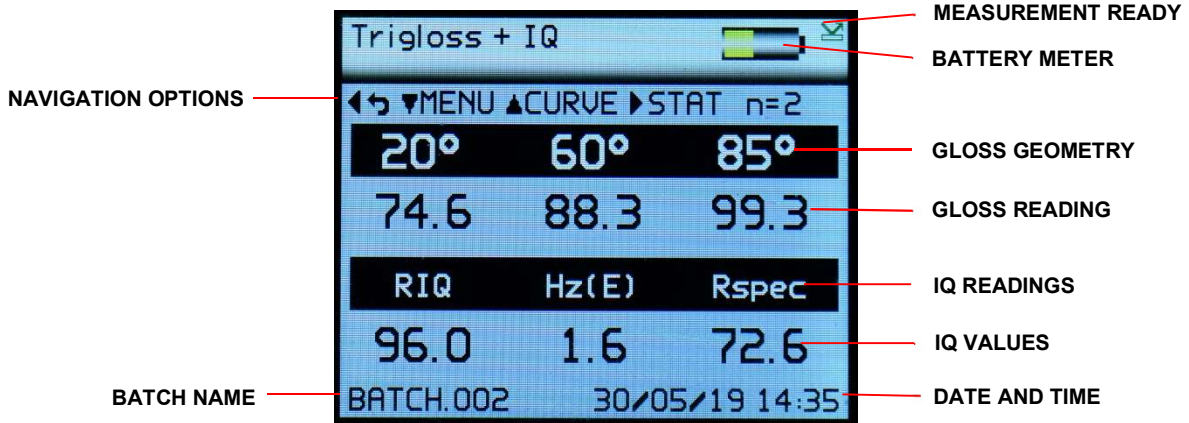 MEASUREMENT READY
Trigloss + IQ
BATTERY METER
NAVIGATION OPTIONS
MENU CURVE STAT n=2
20° 60° 85°
GLOSS GEOMETRY
74.6 88.3 99.3
GLOSS READING
RIQ Hz(E) Rspec
IQ READINGS
96.0 1.6 72.6
IQ VALUES
BATCH NAME
BATCH.002 30/05/19 14:35
DATE AND TIME